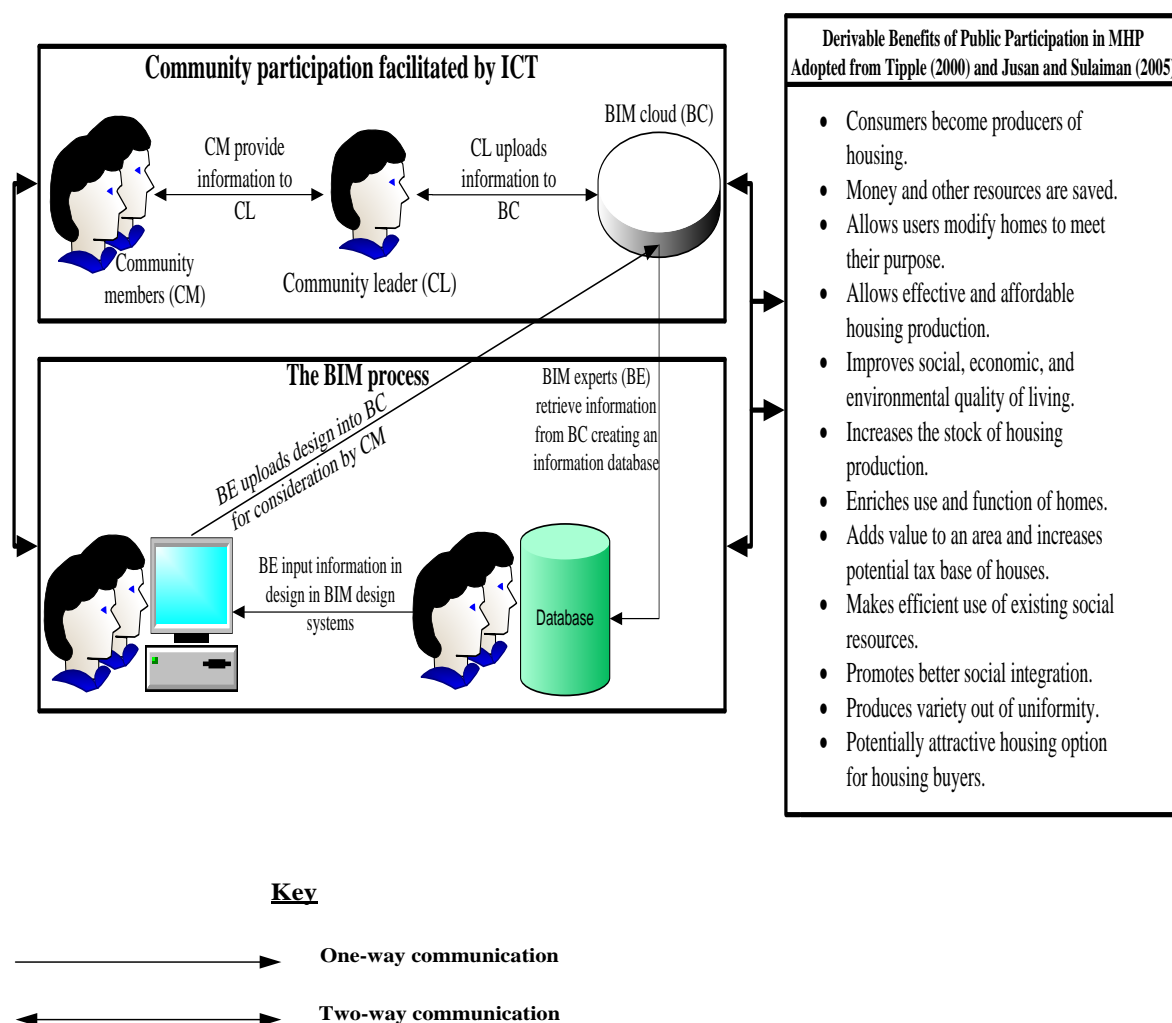 Community participation facilitated by ICT
CM provide
information to
CL
CL uploads
information to
BC
BIM cloud (BC)
Community
members (CM)
Community leader (CL)
The BIM process
BE uploads design into BC
for consideration by CM
BIM experts (BE)
retrieve information
from BC creating an
information database
BE input information in
design in BIM design
systems
Database
Derivable Benefits of Public Participation in MHP
Adopted from Tipple (2000) and Jusan and Sulaiman (2005)
• Consumers become producers of
housing.
• Money and other resources are saved.
• Allows users modify homes to meet
their purpose.
• Allows effective and affordable
housing production.
• Improves social, economic, and
environmental quality of living.
• Increases the stock of housing
production.
• Enriches use and function of homes.
• Adds value to an area and increases
potential tax base of houses.
• Makes efficient use of existing social
resources.
• Promotes better social integration.
• Produces variety out of uniformity.
• Potentially attractive housing option
for housing buyers.
Key
One-way communication
Two-way communication